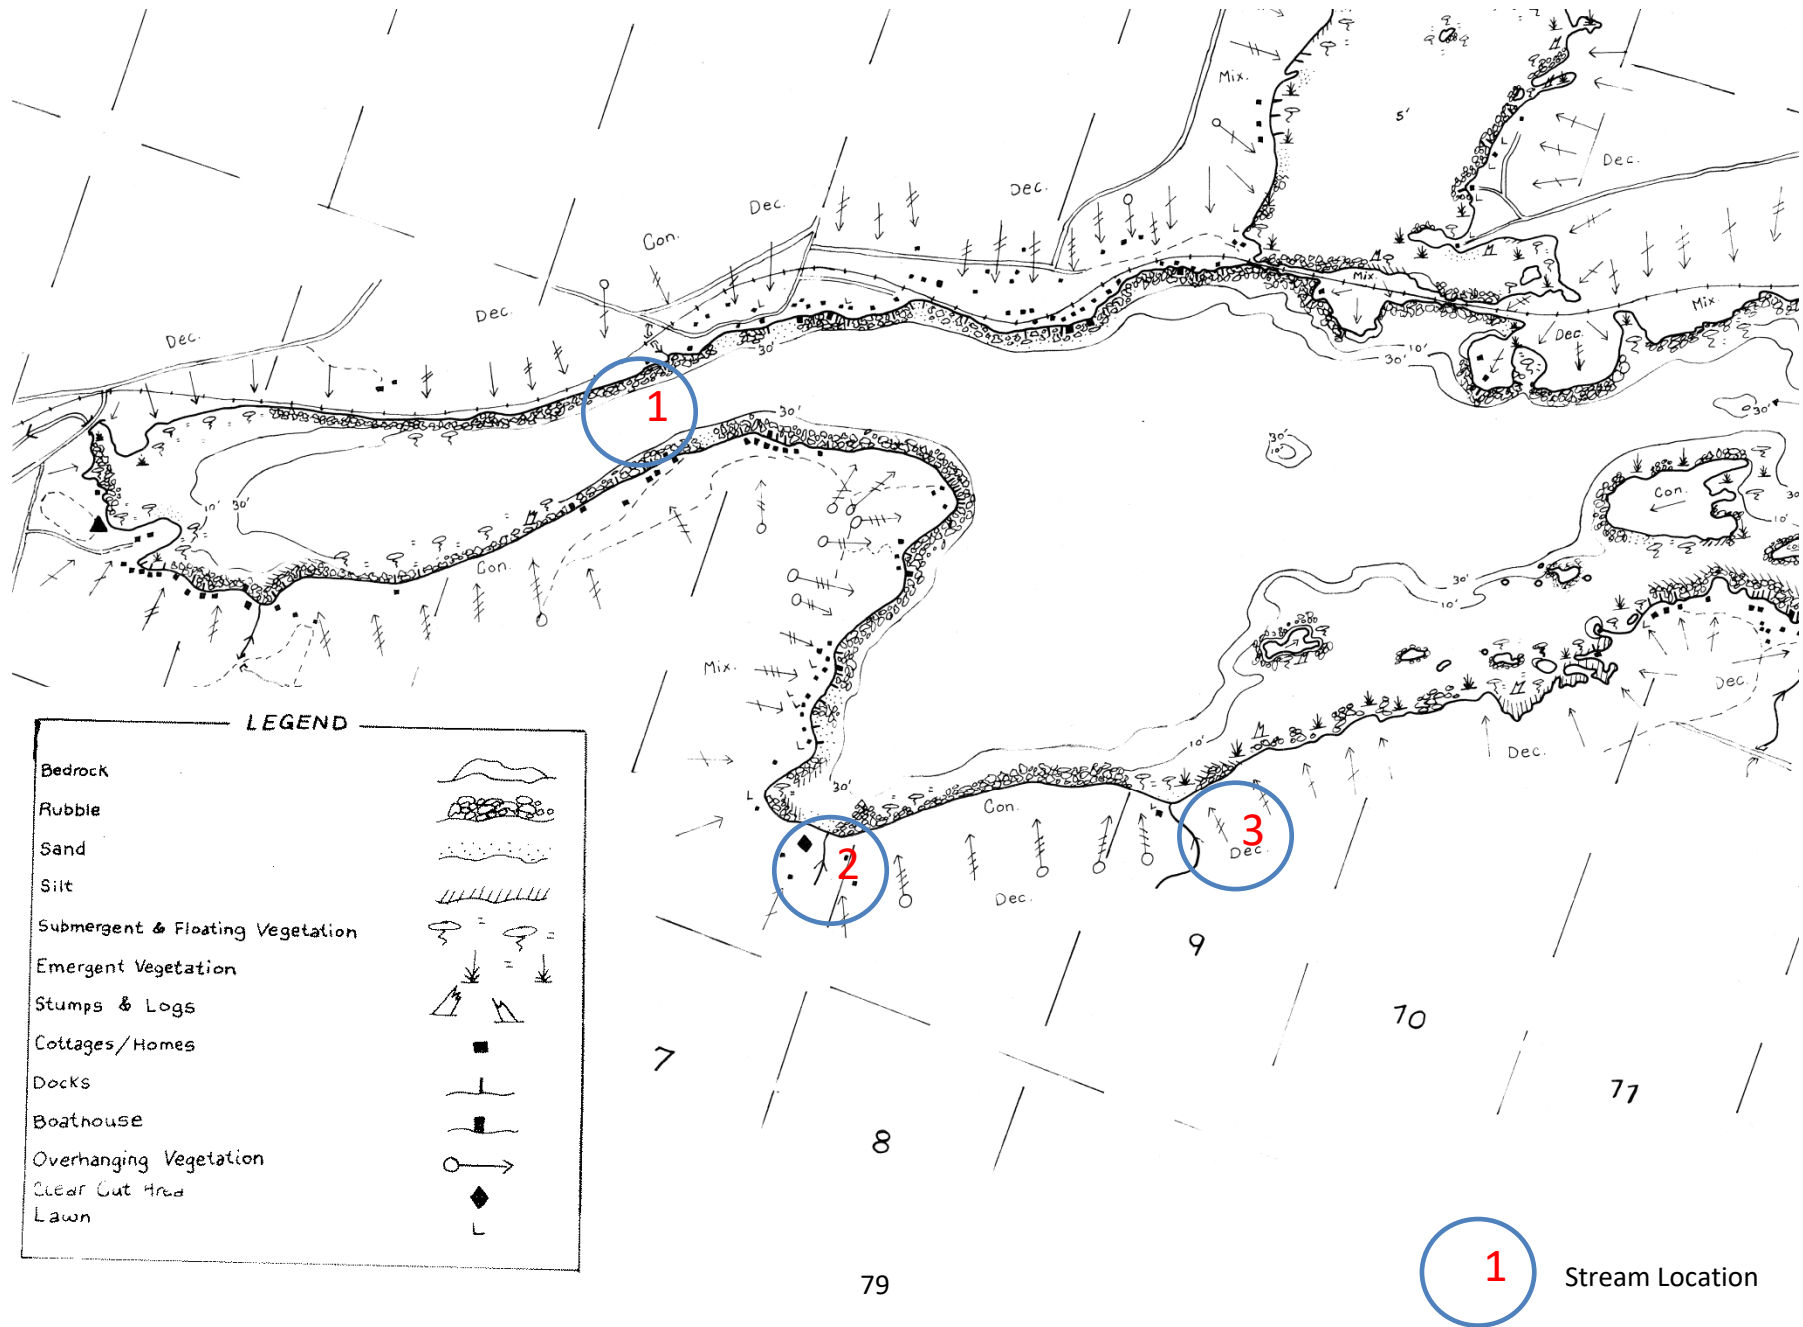 Mix.
5'
Dec.
Dec.
Dec.
Con.
Mix.
Mix
Dec.
Dec.
Dec.
30'
10'
30'
1
30'
30'
10'
Con.
30'
10'
10'
30'
Con.
30'
10'
Mix.
Dec.
LEGEND
Bedrock
Rubble
Sand
Silt
Submergent & Floating Vegetation
Emergent Vegetation
Stumps & Logs
Cottages/Homes
Docks
Boathouse
Overhanging Vegetation
Clear Cut Area
Lawn
L
L
L
L
L
L
10'
Dec.
30'
Con.
2
3
Dec.
Dec.
9
70
7
71
8
79
1
Stream Location